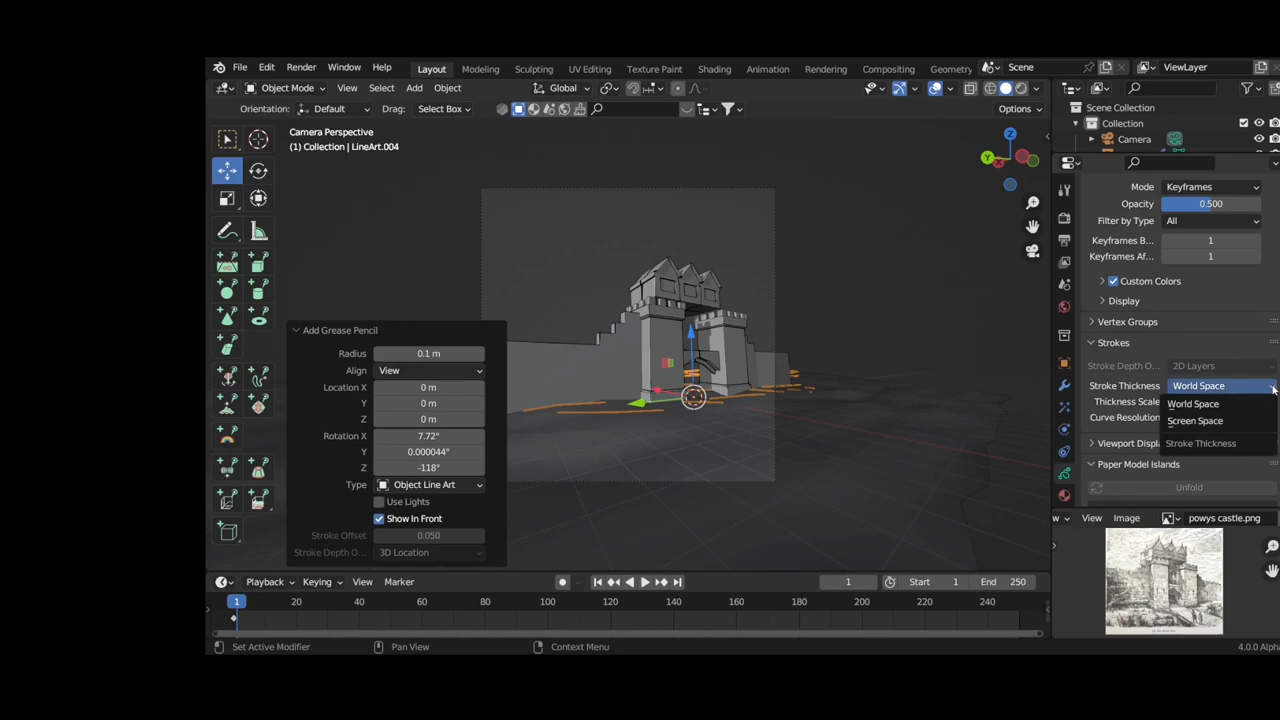 File Edit Render Window Help Layout Modeling Sculpting UV Editing Texture Paint Shading Animation Rendering Compositing Geometry Scene ViewLayer
Object Mode View Select Add Object Global
Orientation: Default Drag: Select Box Options
Camera Perspective
(1) Collection | LineArt.004
Scene Collection
Collection
Camera
Z
Y
X
Mode Keyframes
Opacity 0.500
Filter by Type All
Keyframes B... 1
Keyframes Af... 1
Custom Colors
Display
Vertex Groups
Strokes
Stroke Depth O... 2D Layers
Stroke Thickness World Space
Thickness Scale World Space
Curve Resolution Screen Space
Viewport Displa Stroke Thickness
Paper Model Islands
Unfold
w View Image powys castle.png
Add Grease Pencil
Radius 0.1 m
Align View
Location X 0 m
Y 0 m
Z 0 m
Rotation X 7.72°
Y 0.000044°
Z -118°
Type Object Line Art
Use Lights
Show In Front
Stroke Offset 0.050
Stroke Depth O... 3D Location
Playback Keying View Marker 1 Start 1 End 250
1 20 40 60 80 100 120 140 160 180 200 220 240
Set Active Modifier Pan View Context Menu 4.0.0 Alpha